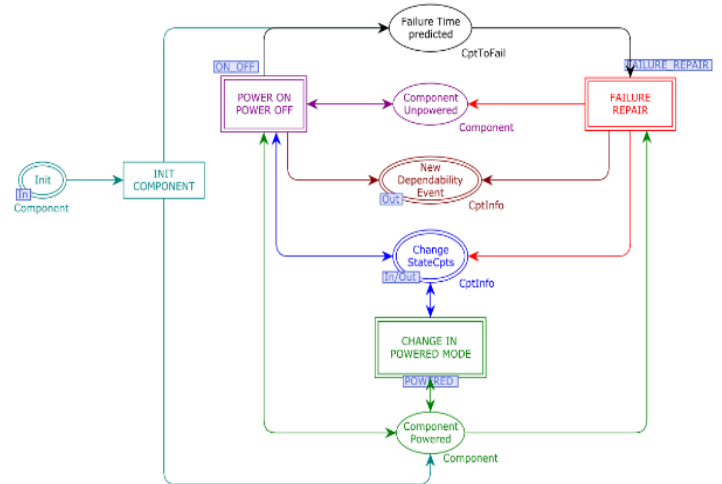 Failure Time
predicted
CptToFail
ON_OFF
FAILURE_REPAIR
POWER ON
POWER OFF
Component
Unpowered
Component
FAILURE
REPAIR
Init
In
Component
INIT
COMPONENT
New
Dependability
Event
Out
CptInfo
Change
StateCpts
In/Out
CptInfo
CHANGE IN
POWERED MODE
POWERED
Component
Powered
Component